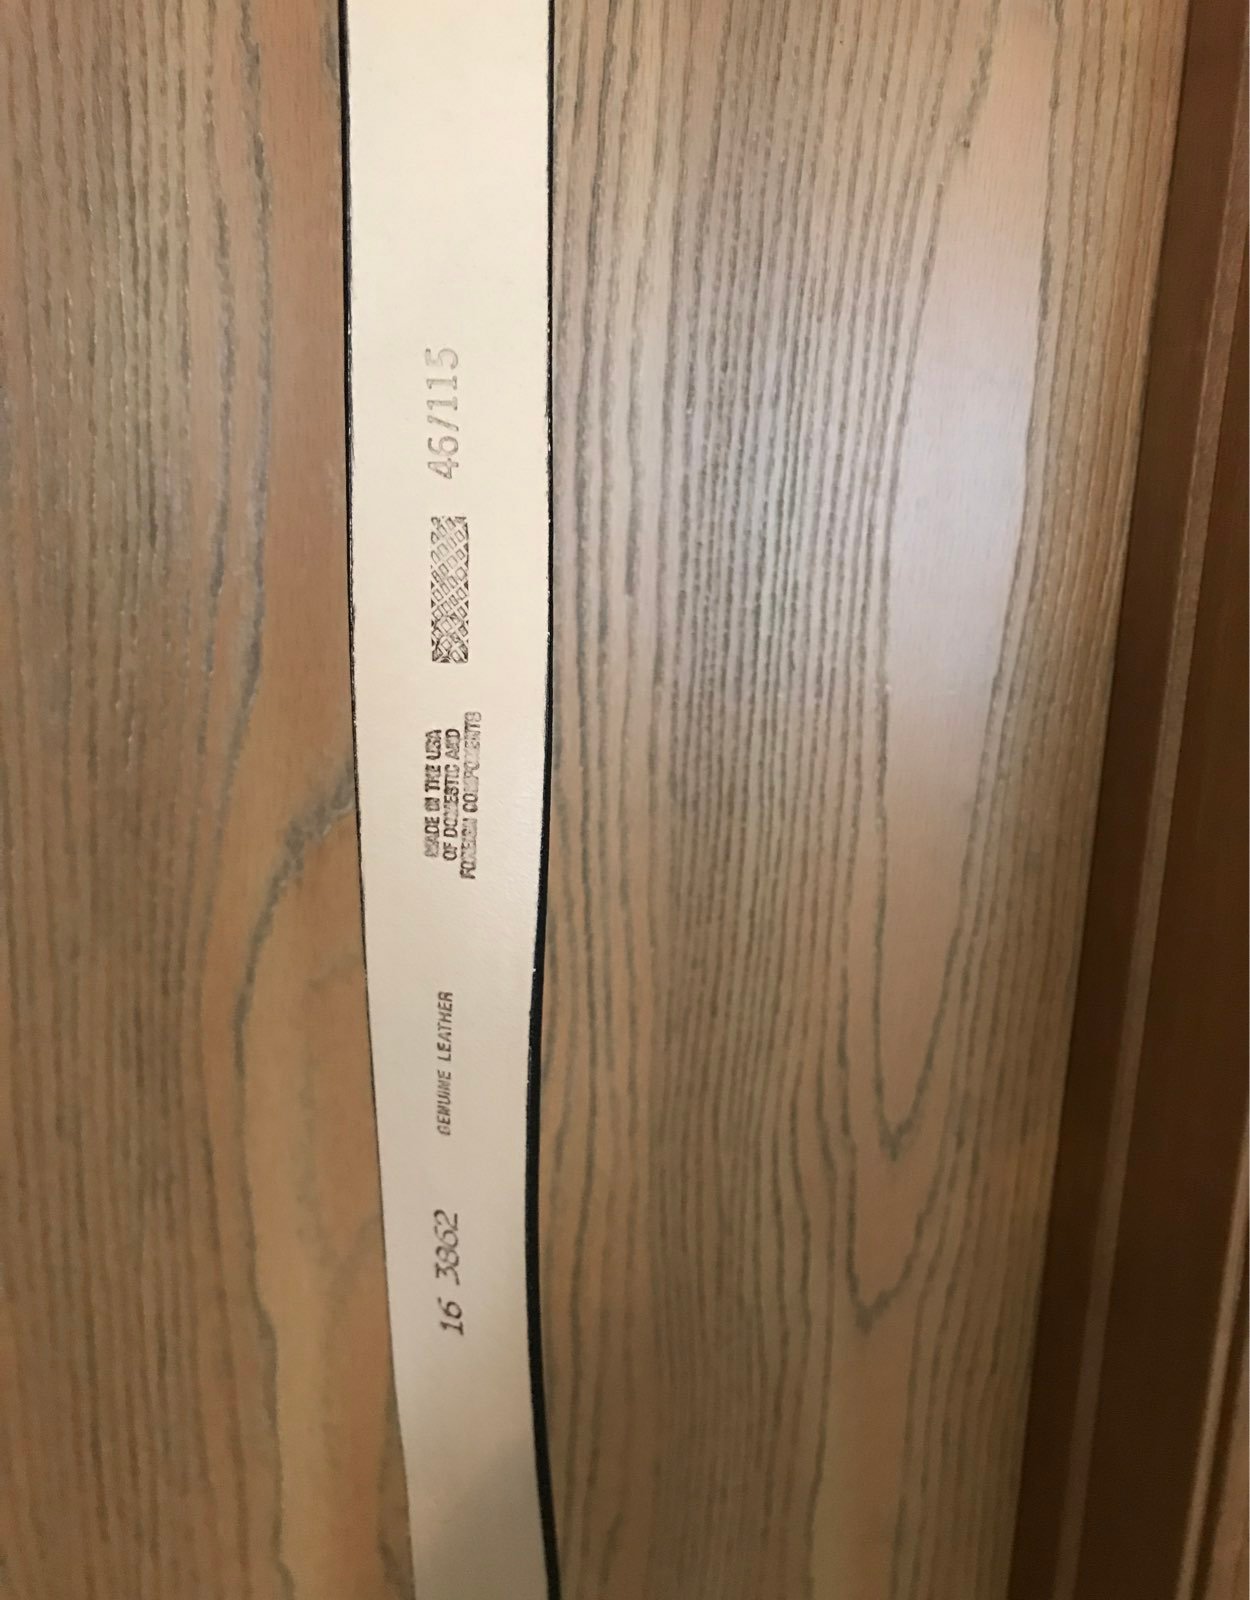 16 3862
GENUINE LEATHER
MADE IN THE USA
OF DOMESTIC AND
FOREIGN COMPONENTS
46/115